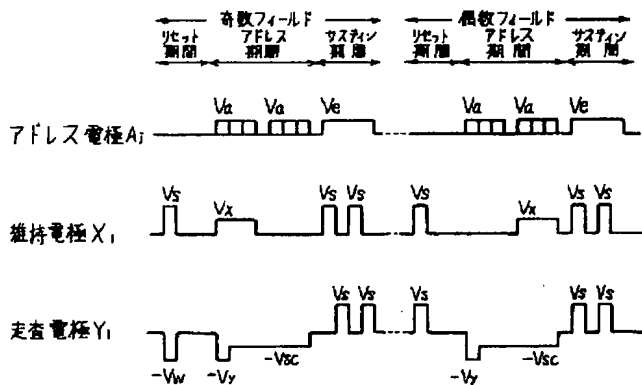 奇数フィールド 偶数フィールド
リセット期間 アドレス期間 サスティン期間 リセット期間 アドレス期間 サスティン期間
Va Va Ve Va Va Ve
アドレス電極Aj
Vs Vx Vs Vs Vs Vx Vs Vs
維持電極X1
Vs Vs Vs Vs Vs
走査電極Y1
-Vw -Vy -Vsc -Vy -Vsc